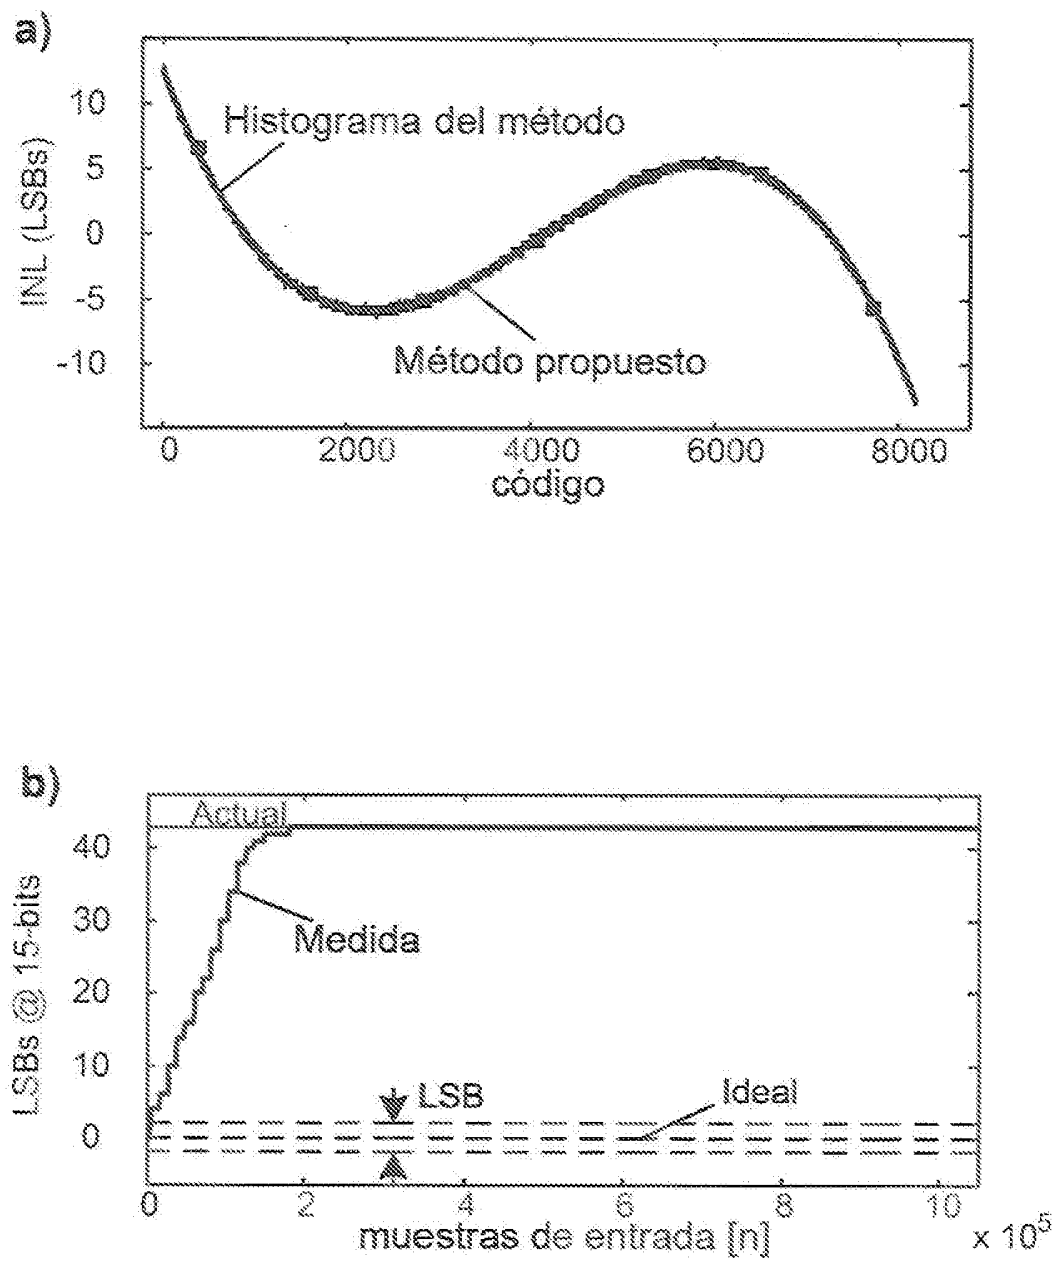 a)
Histograma del método
Método propuesto
INL (LSBs)
10
5
0
-5
-10
0 2000 4000 6000 8000
código
b)
Actual
Medida
LSB
Ideal
LSBs @ 15-bits
40
30
20
10
0
0 2 4 6 8 10
x 10⁵
muestras de entrada [n]